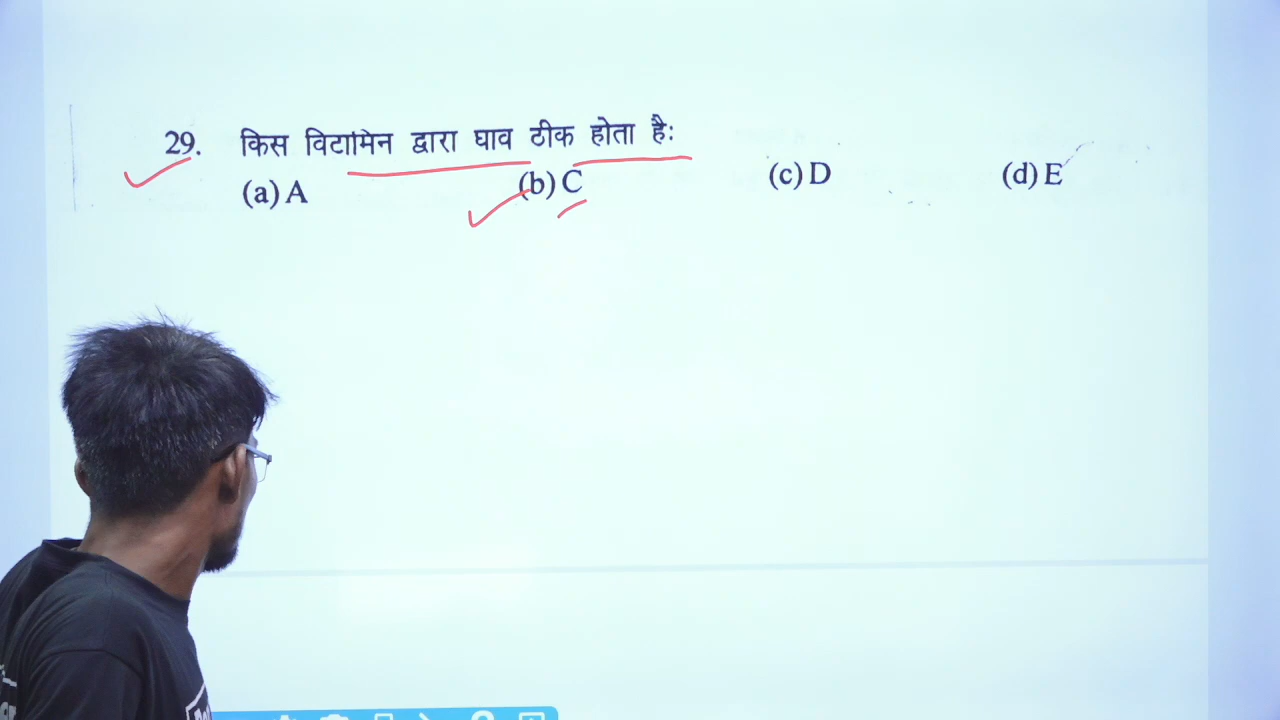 29. किस विटामिन द्वारा घाव ठीक होता है:
(a) A (b) C (c) D (d) E